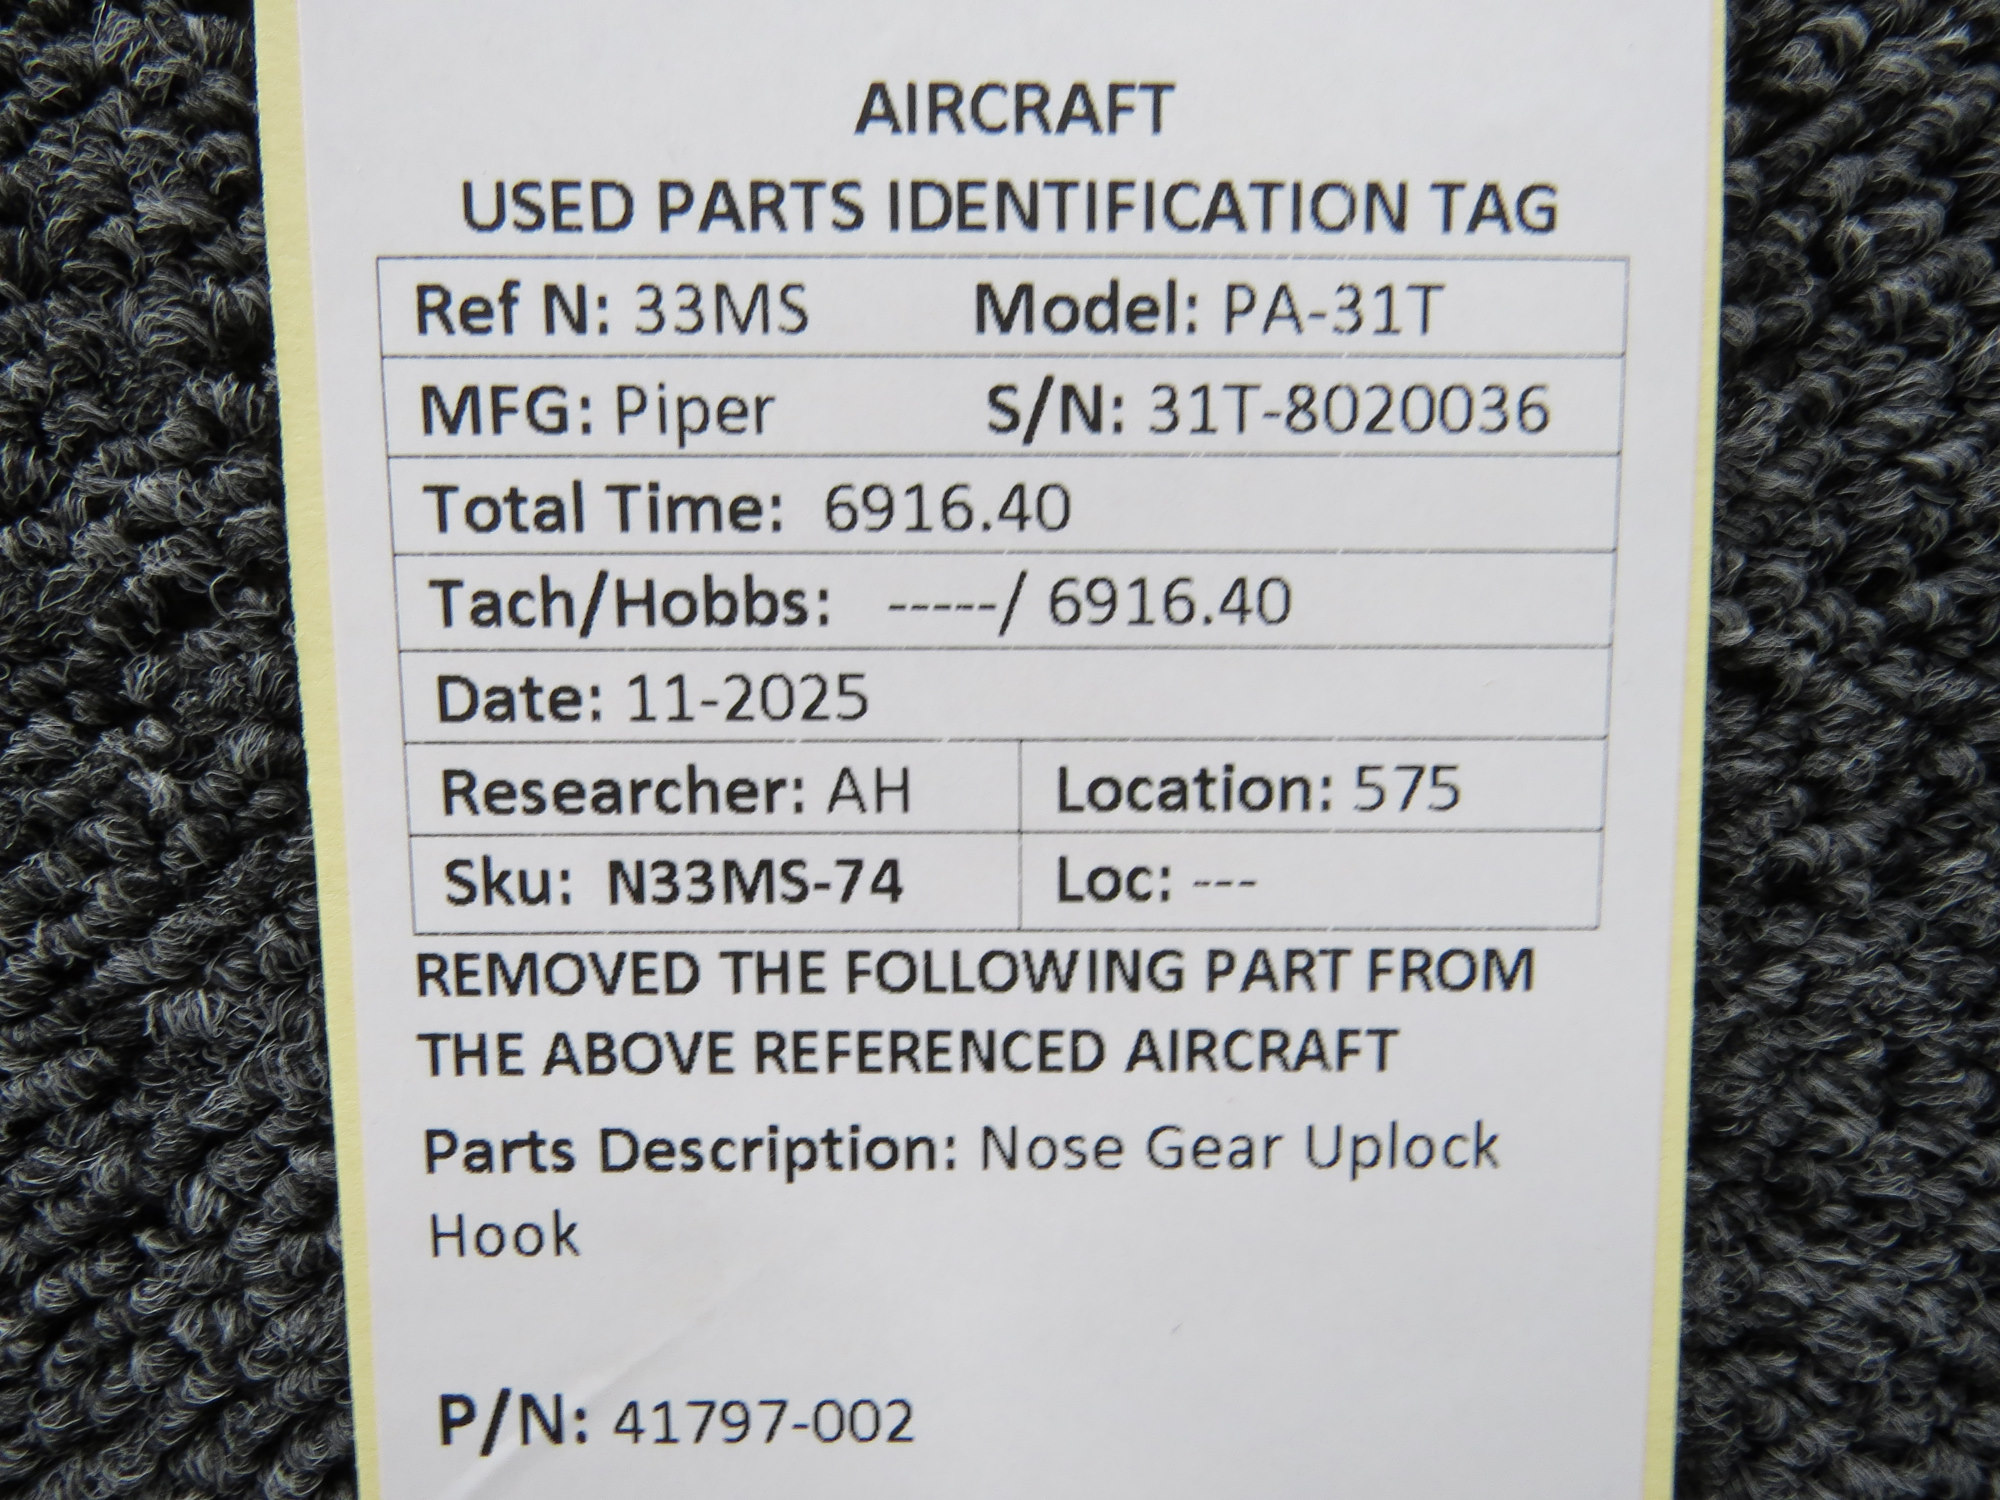 AIRCRAFT
USED PARTS IDENTIFICATION TAG
Ref N: 33MS Model: PA-31T
MFG: Piper S/N: 31T-8020036
Total Time: 6916.40
Tach/Hobbs: -----/ 6916.40
Date: 11-2025
Researcher: AH Location: 575
Sku: N33MS-74 Loc: ---
REMOVED THE FOLLOWING PART FROM
THE ABOVE REFERENCED AIRCRAFT
Parts Description: Nose Gear Uplock
Hook
P/N: 41797-002